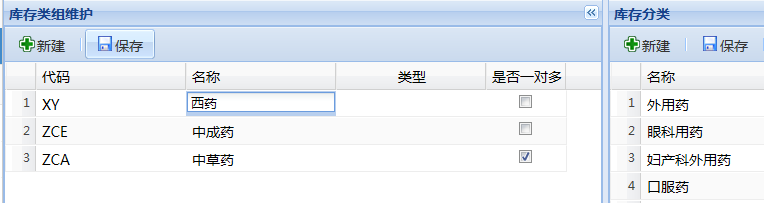 库存类组维护
新建 保存
代码 名称 类型 是否一对多
1 XY 西药
2 ZCE 中成药
3 ZCA 中草药
库存分类
新建 保存
名称
1 外用药
2 眼科用药
3 妇产科外用药
4 口服药